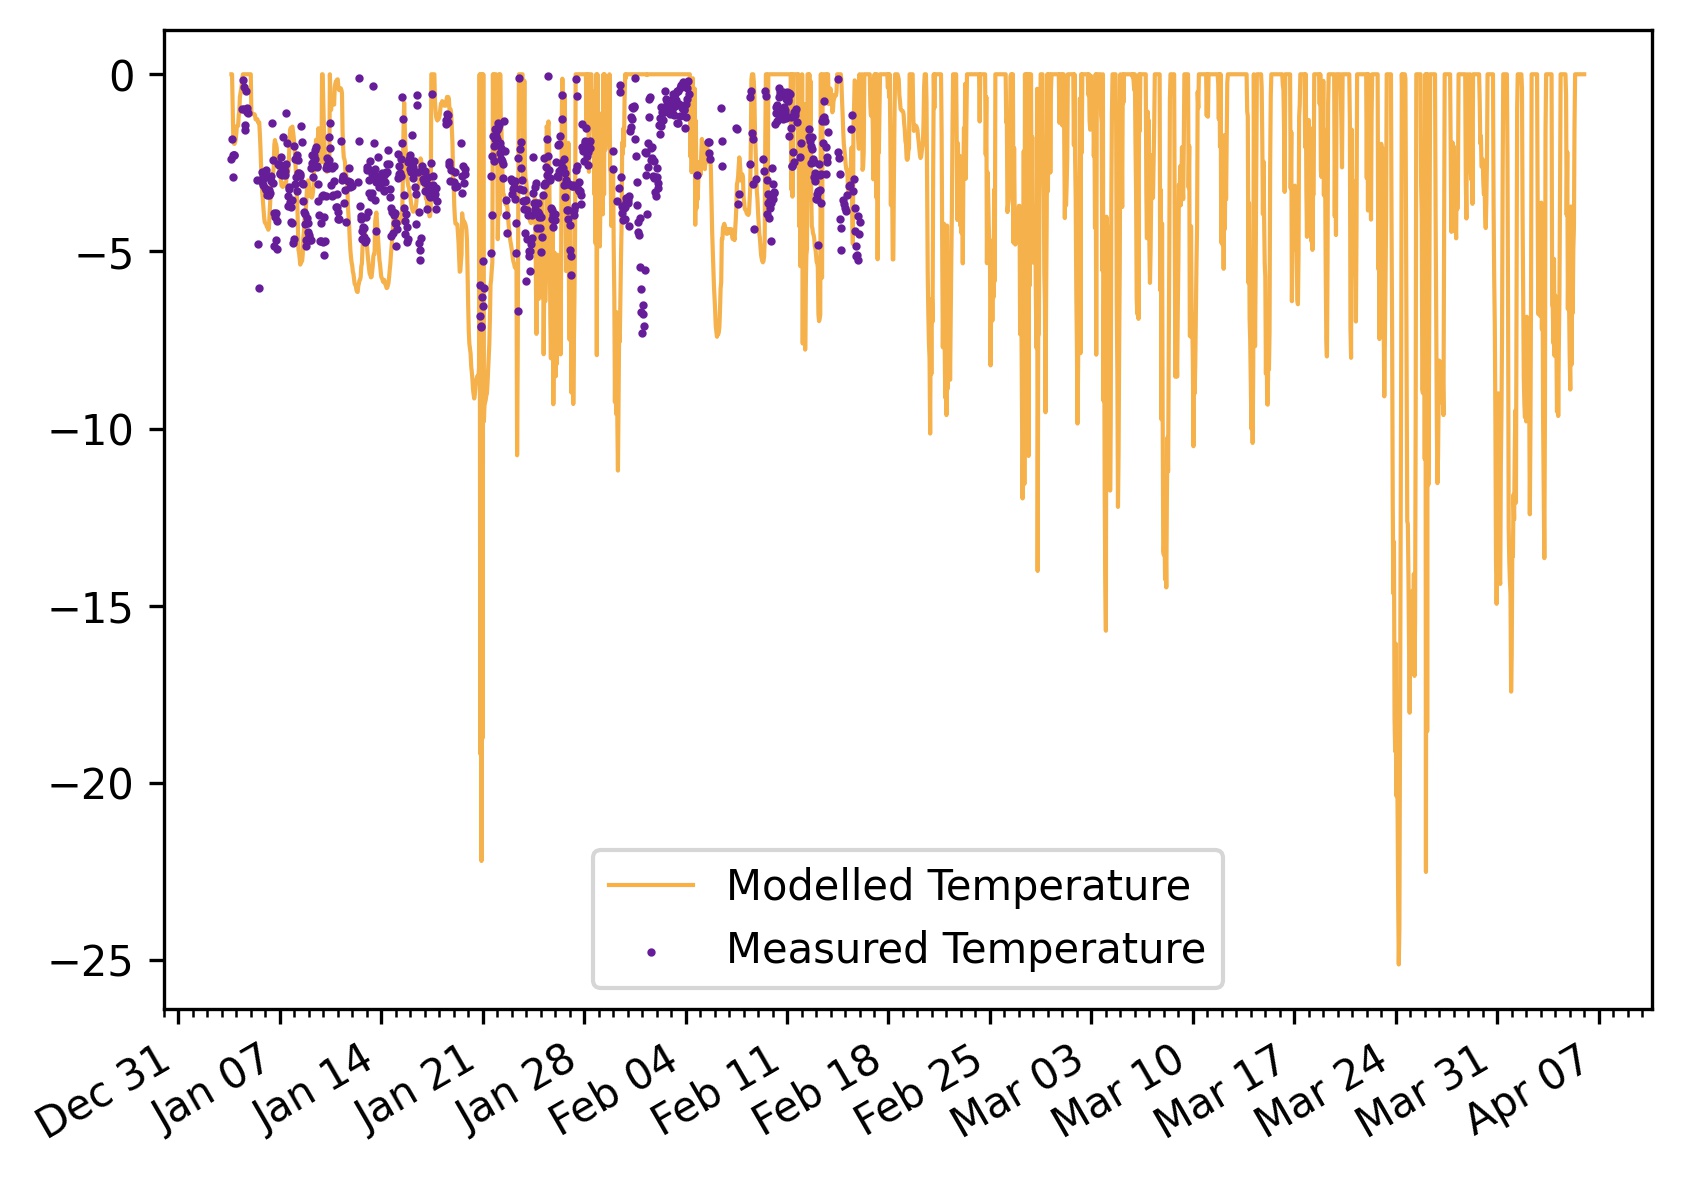 0
−5
−10
−15
−20
−25
Modelled Temperature
Measured Temperature
Dec 31
Jan 07
Jan 14
Jan 21
Jan 28
Feb 04
Feb 11
Feb 18
Feb 25
Mar 03
Mar 10
Mar 17
Mar 24
Mar 31
Apr 07